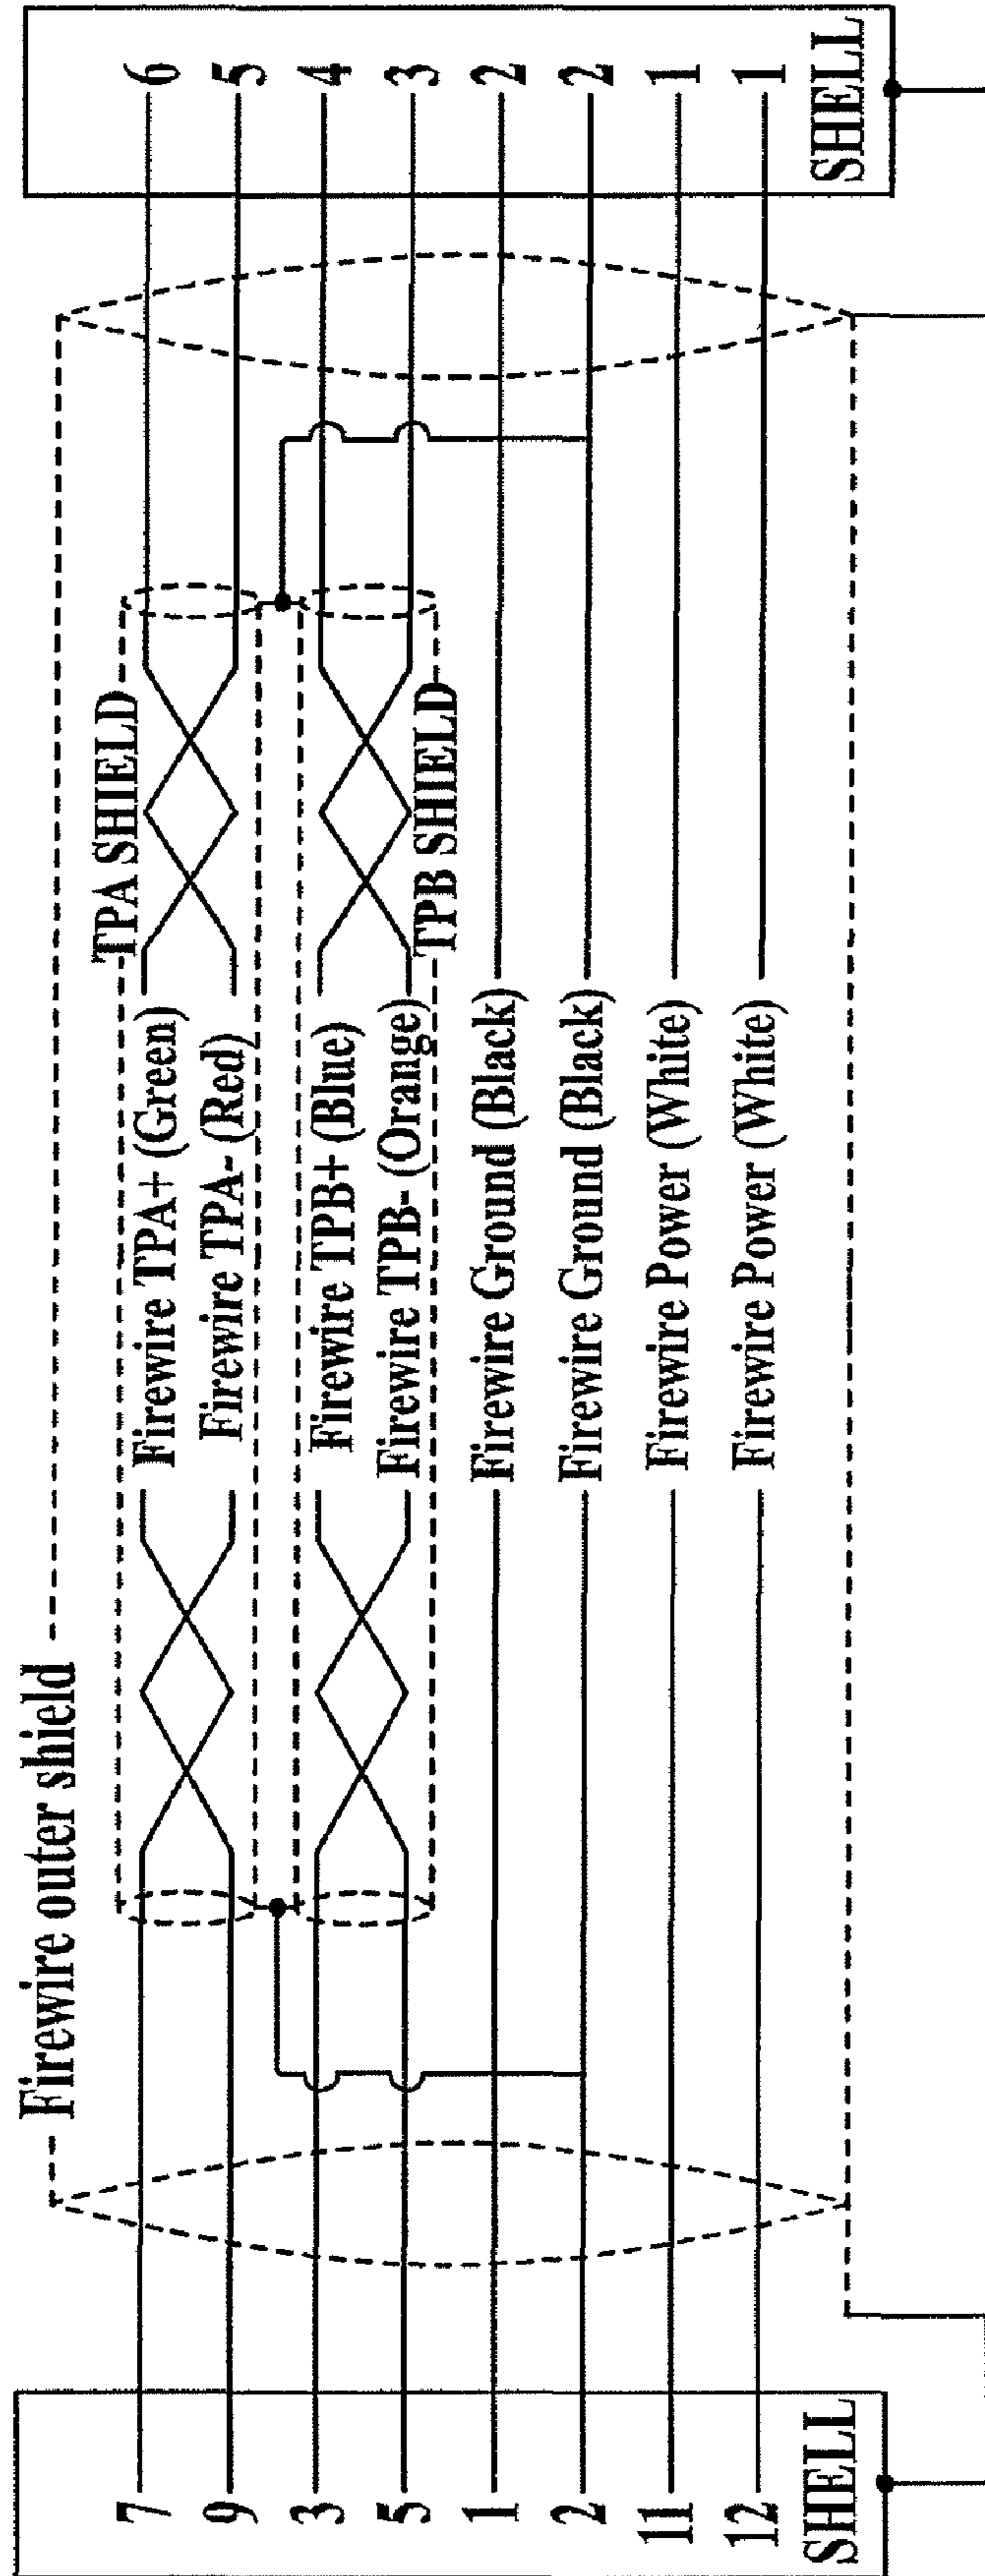 Firewire outer shield
TPA SHIELD
7 Firewire TPA+ (Green) 6
9 Firewire TPA- (Red) 5
3 Firewire TPB+ (Blue) 4
5 Firewire TPB- (Orange) 3
TPB SHIELD
1 Firewire Ground (Black) 2
2 Firewire Ground (Black) 2
11 Firewire Power (White) 1
12 Firewire Power (White) 1
SHELL SHELL